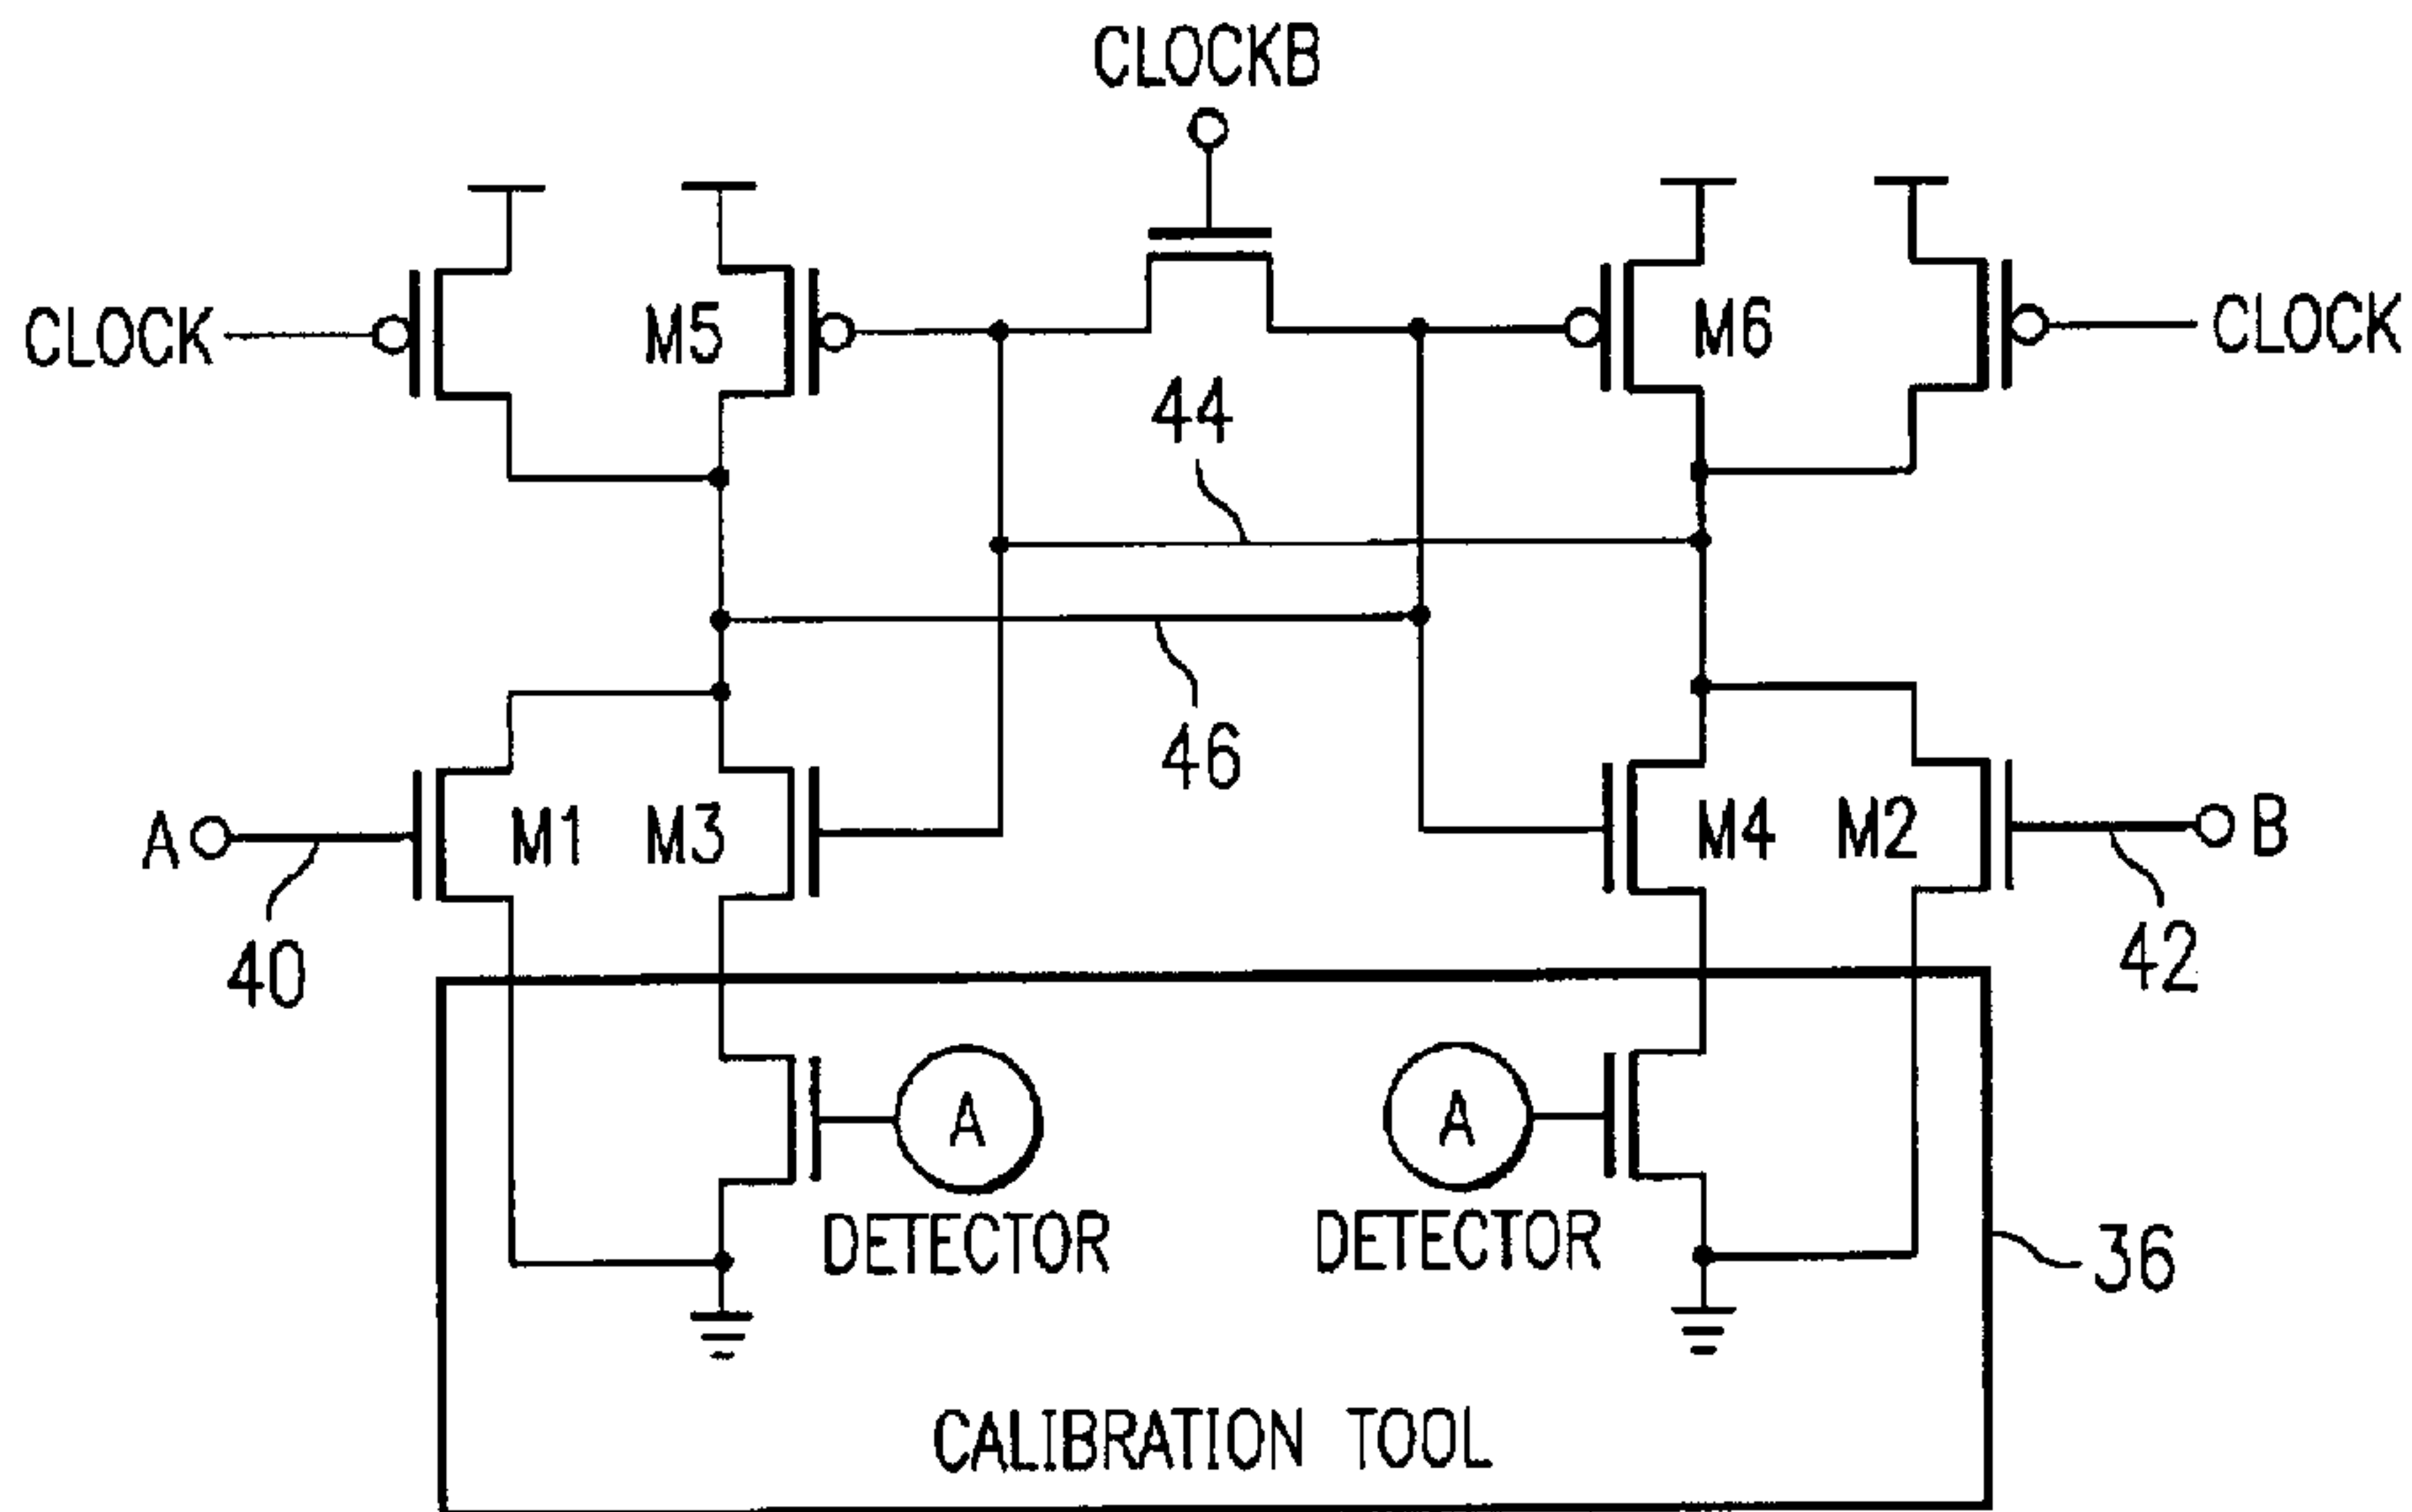 CLOCKB
CLOCK M5 M6 CLOCK
44
46
A M1 M3 M4 M2 B
40 42
A A
DETECTOR DETECTOR
36
CALIBRATION TOOL